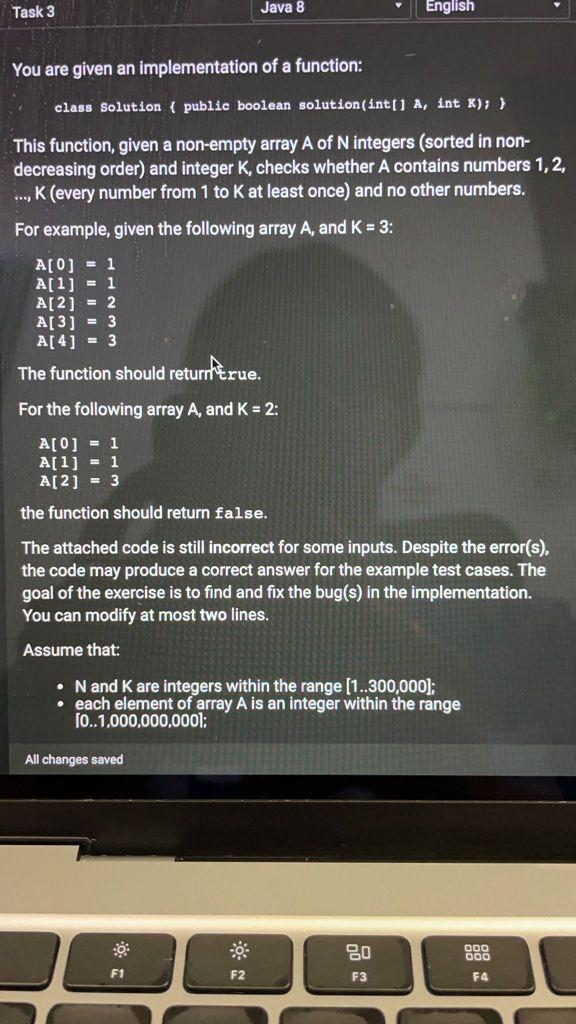 Task 3
Java 8
English
You are given an implementation of a function:
class Solution { public boolean solution(int[] A, int K); }
This function, given a non-empty array A of N integers (sorted in non-
decreasing order) and integer K, checks whether A contains numbers 1, 2,
..., K (every number from 1 to K at least once) and no other numbers.
For example, given the following array A, and K = 3:
A[0] = 1
A[1] = 1
A[2] = 2
A[3] = 3
A[4] = 3
The function should return true.
For the following array A, and K = 2:
A[0] = 1
A[1] = 1
A[2] = 3
the function should return false.
The attached code is still incorrect for some inputs. Despite the error(s),
the code may produce a correct answer for the example test cases. The
goal of the exercise is to find and fix the bug(s) in the implementation.
You can modify at most two lines.
Assume that:
• N and K are integers within the range [1..300,000];
• each element of array A is an integer within the range
[0..1,000,000,000];
All changes saved
F1
F2
F3
F4